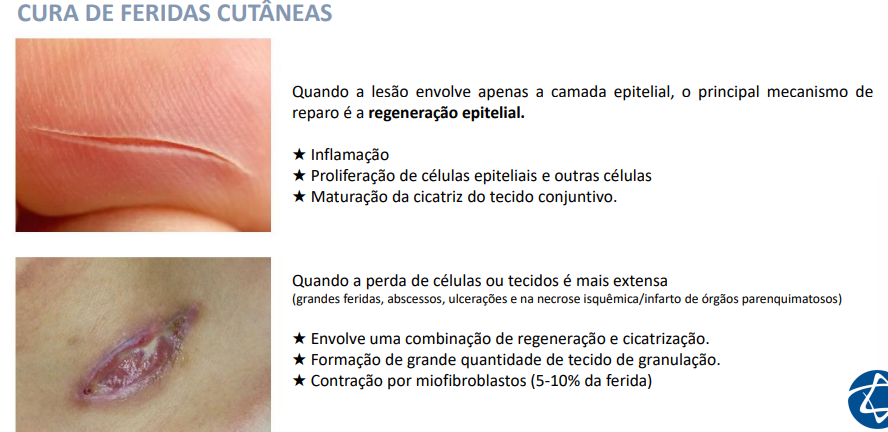 CURA DE FERIDAS CUTÂNEAS
Quando a lesão envolve apenas a camada epitelial, o principal mecanismo de
reparo é a regeneração epitelial.
★ Inflamação
★ Proliferação de células epiteliais e outras células
★ Maturação da cicatriz do tecido conjuntivo.
Quando a perda de células ou tecidos é mais extensa
(grandes feridas, abscessos, ulcerações e na necrose isquêmica/infarto de órgãos parenquimatosos)
★ Envolve uma combinação de regeneração e cicatrização.
★ Formação de grande quantidade de tecido de granulação.
★ Contração por miofibroblastos (5-10% da ferida)